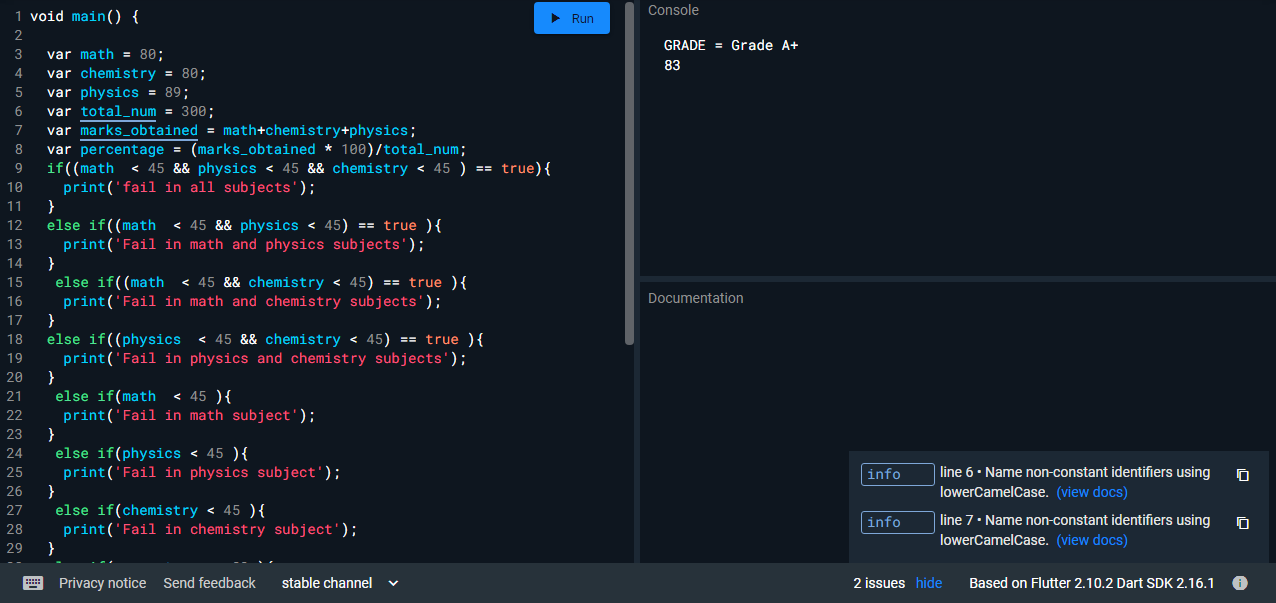 1 void main() {
2
3 var math = 80;
4 var chemistry = 80;
5 var physics = 89;
6 var total_num = 300;
7 var marks_obtained = math+chemistry+physics;
8 var percentage = (marks_obtained * 100)/total_num;
9 if((math  < 45 && physics < 45 && chemistry < 45 ) == true){
10 print('fail in all subjects');
11 }
12 else if((math  < 45 && physics < 45) == true ){
13 print('Fail in math and physics subjects');
14 }
15 else if((math  < 45 && chemistry < 45) == true ){
16 print('Fail in math and chemistry subjects');
17 }
18 else if((physics  < 45 && chemistry < 45) == true ){
19 print('Fail in physics and chemistry subjects');
20 }
21 else if(math  < 45 ){
22 print('Fail in math subject');
23 }
24 else if(physics < 45 ){
25 print('Fail in physics subject');
26 }
27 else if(chemistry < 45 ){
28 print('Fail in chemistry subject');
29 }
Run
Console
GRADE = Grade A+
83
Documentation
info line 6 • Name non-constant identifiers using
lowerCamelCase. (view docs)
info line 7 • Name non-constant identifiers using
lowerCamelCase. (view docs)
Privacy notice Send feedback stable channel 2 issues hide Based on Flutter 2.10.2 Dart SDK 2.16.1